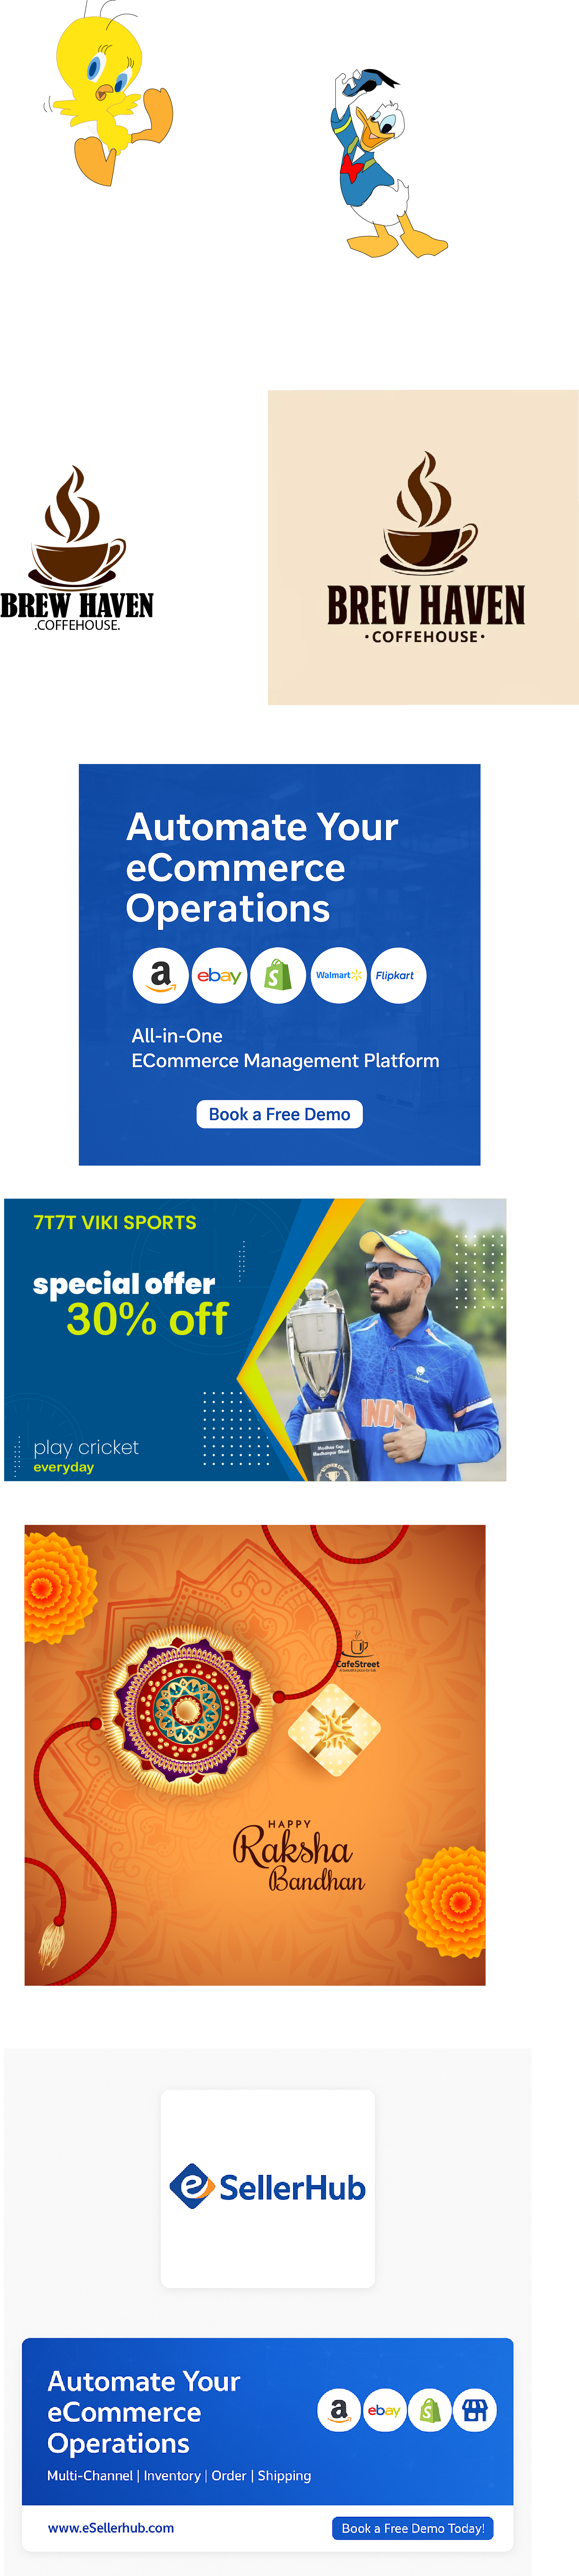 BREW HAVEN
.COFFEHOUSE.
BREV HAVEN
•COFFEHOUSE•
Automate Your
eCommerce
Operations
a ebay S Walmart Flipkart
All-in-One
ECommerce Management Platform
Book a Free Demo
7T7T VIKI SPORTS
special offer
30% off
INDIA
play cricket
everyday
CafeStreet
HAPPY
Raksha
Bandhan
e SellerHub
Automate Your
eCommerce
Operations
a ebay S
Multi-Channel | Inventory | Order | Shipping
www.eSellerhub.com
Book a Free Demo Today!